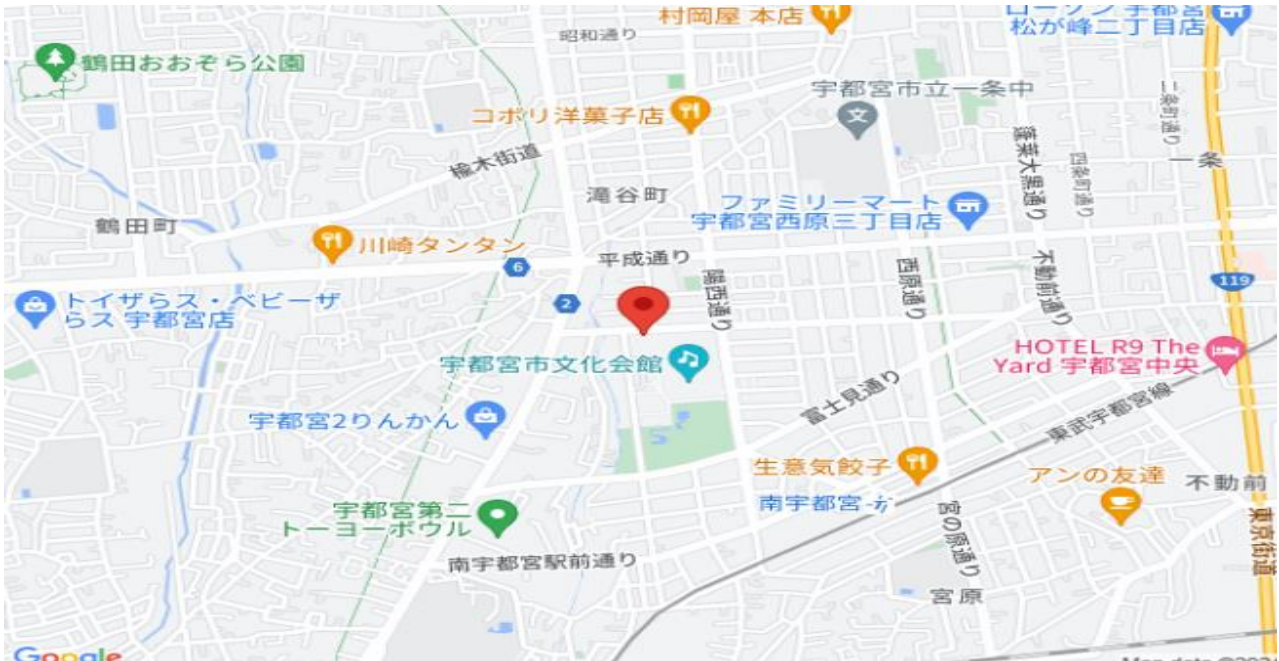 村岡屋 本店
ローソン 宇都宮
松が峰二丁目店
昭和通り
鶴田おおぞら公園
宇都宮市立一条中
コボリ洋菓子店
二条町通り
蓬莱大黒通り
四条町通り
一条
楡木街道
滝谷町
ファミリーマート
宇都宮西原三丁目店
鶴田町
川崎タンタン
平成通り
6
西原通り
不動前通り
陽西通り
119
トイザらス・ベビーザ
らス 宇都宮店
2
宇都宮市文化会館
HOTEL R9 The
Yard 宇都宮中央
富士見通り
東武宇都宮線
宇都宮2りんかん
生意気餃子
アンの友達
不動前
南宇都宮
宇都宮第二
トーヨーボウル
宮の原通り
東京街道
南宇都宮駅前通り
宮原
Google